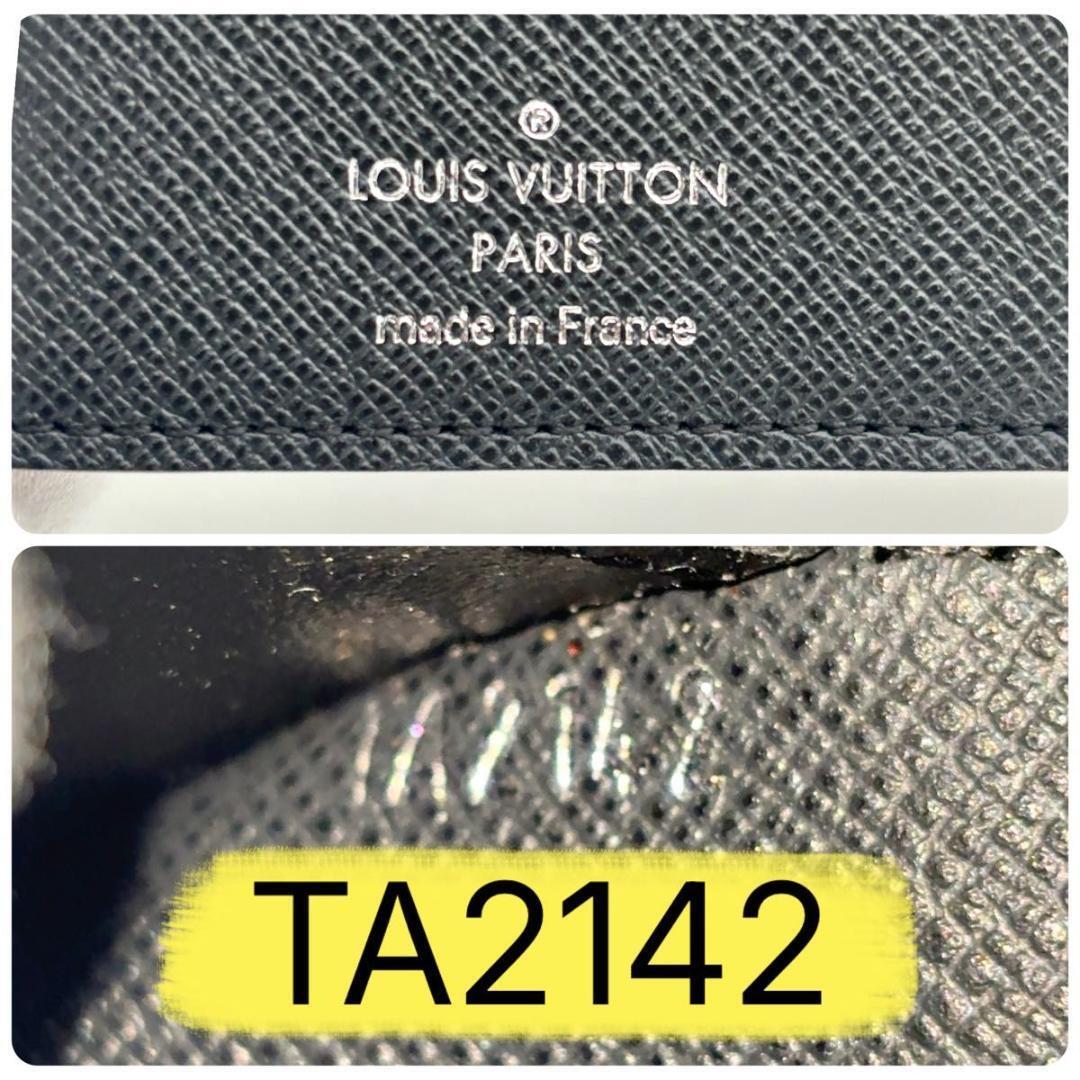 ®
LOUIS VUITTON
PARIS
made in France
TA2142